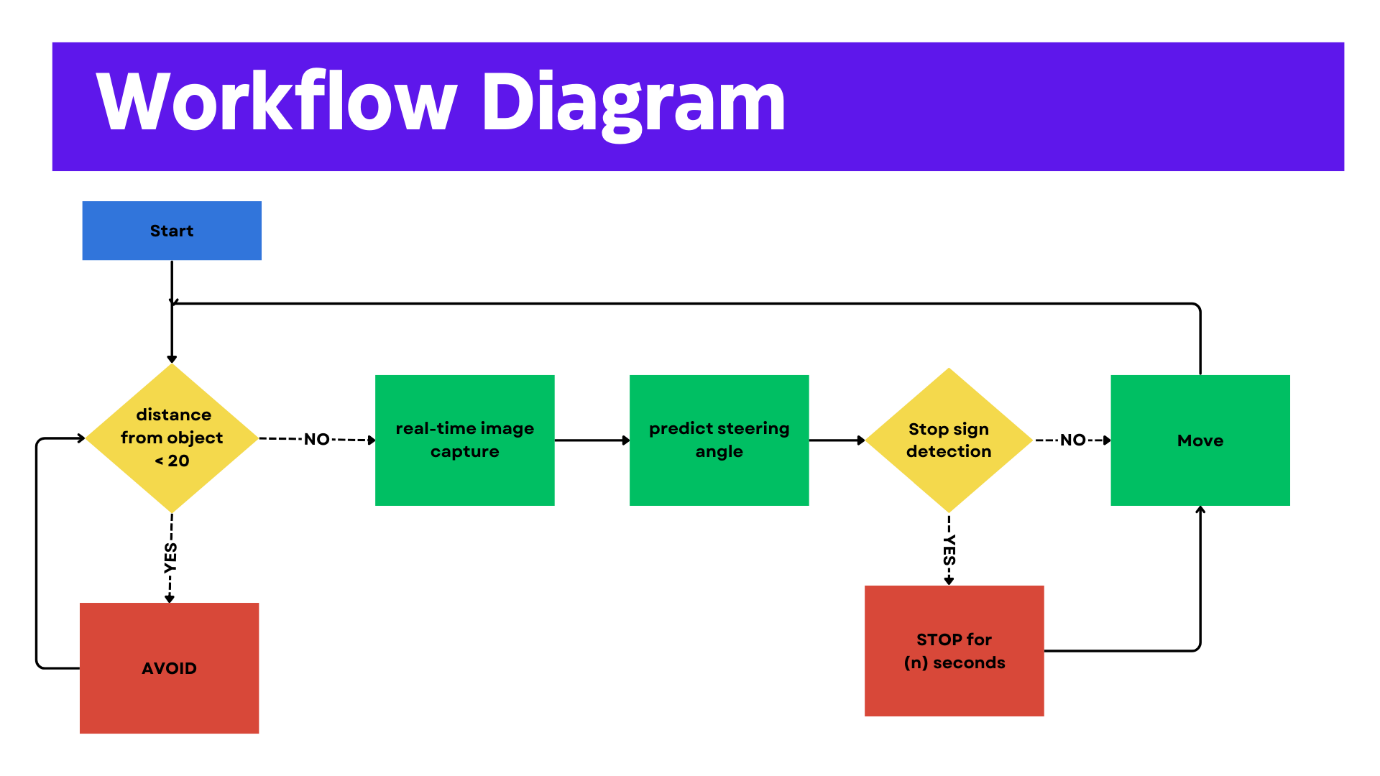 Workflow Diagram
Start
distance
from object
< 20
NO
real-time image
capture
predict steering
angle
Stop sign
detection
NO
Move
YES
YES
AVOID
STOP for
(n) seconds